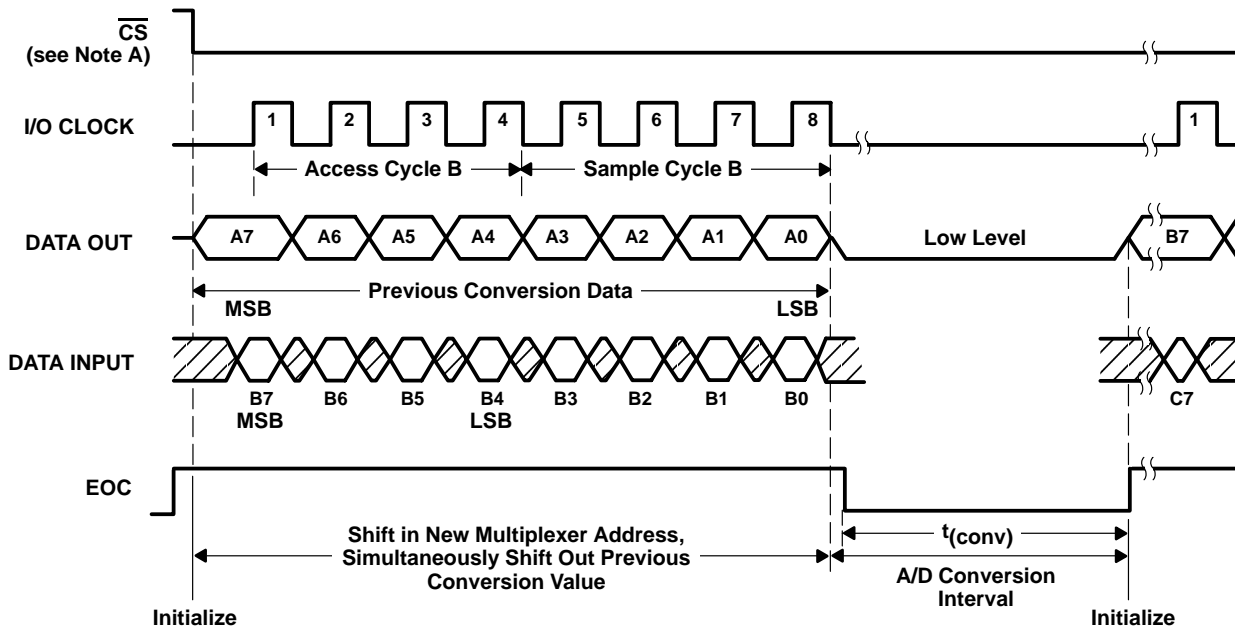 CS
(see Note A)
I/O CLOCK
1 2 3 4 5 6 7 8 1
Access Cycle B Sample Cycle B
DATA OUT
A7 A6 A5 A4 A3 A2 A1 A0 Low Level B7
Previous Conversion Data
MSB LSB
DATA INPUT
B7 B6 B5 B4 B3 B2 B1 B0 C7
MSB LSB
EOC
Shift in New Multiplexer Address,
Simultaneously Shift Out Previous
Conversion Value
t(conv)
A/D Conversion
Interval
Initialize Initialize